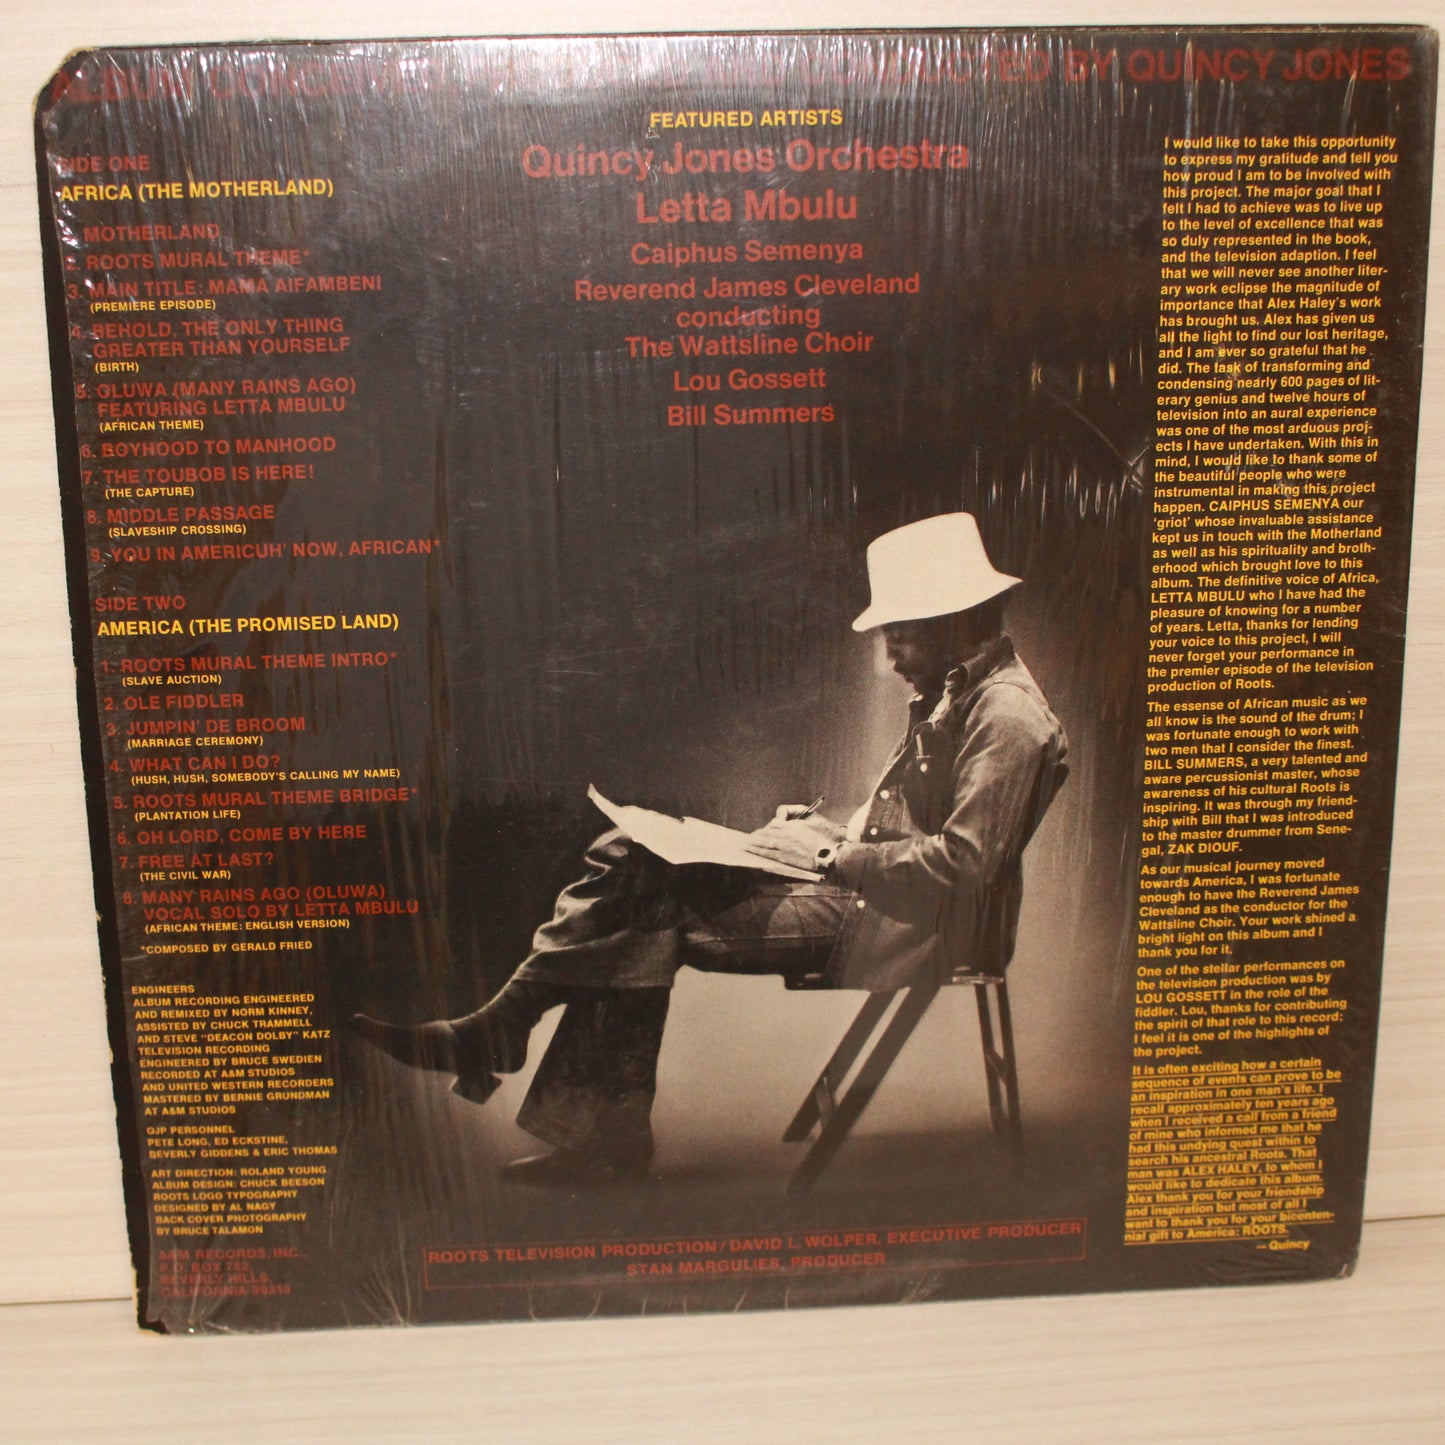 ALBUM CONDUCTED BY QUINCY JONES
SIDE ONE
AFRICA (THE MOTHERLAND)
1. MOTHERLAND
2. ROOTS MURAL THEME*
3. MAIN TITLE: MAMA AIFAMBENI
(PREMIERE EPISODE)
4. BEHOLD, THE ONLY THING
GREATER THAN YOURSELF
(BIRTH)
5. OLUWA (MANY RAINS AGO)
FEATURING LETTA MBULU
(AFRICAN THEME)
6. BOYHOOD TO MANHOOD
7. THE TOUBOB IS HERE!
(THE CAPTURE)
8. MIDDLE PASSAGE
(SLAVESHIP CROSSING)
9. YOU IN AMERICUH' NOW, AFRICAN*
SIDE TWO
AMERICA (THE PROMISED LAND)
1. ROOTS MURAL THEME INTRO*
(SLAVE AUCTION)
2. OLE FIDDLER
3. JUMPIN' DE BROOM
(MARRIAGE CEREMONY)
4. WHAT CAN I DO?
(HUSH, HUSH, SOMEBODY'S CALLING MY NAME)
5. ROOTS MURAL THEME BRIDGE*
(PLANTATION LIFE)
6. OH LORD, COME BY HERE
7. FREE AT LAST?
(THE CIVIL WAR)
8. MANY RAINS AGO (OLUWA)
VOCAL SOLO BY LETTA MBULU
(AFRICAN THEME: ENGLISH VERSION)
*COMPOSED BY GERALD FRIED
ENGINEERS
ALBUM RECORDING ENGINEERED
AND REMIXED BY NORM KINNEY,
ASSISTED BY CHUCK TRAMMELL
AND STEVE "DEACON DOLBY" KATZ
TELEVISION RECORDING
ENGINEERED BY BRUCE SWEDIEN
RECORDED AT A&M STUDIOS
AND UNITED WESTERN RECORDERS
MASTERED BY BERNIE GRUNDMAN
AT A&M STUDIOS
QJP PERSONNEL
PETE LONG, ED ECKSTINE,
BEVERLY GIDDENS & ERIC THOMAS
ART DIRECTION: ROLAND YOUNG
ALBUM DESIGN: CHUCK BEESON
ROOTS LOGO TYPOGRAPHY
DESIGNED BY AL NAGY
BACK COVER PHOTOGRAPHY
BY BRUCE TALAMON
A&M RECORDS, INC.,
P.O. BOX 782,
BEVERLY HILLS,
CALIFORNIA 90213
FEATURED ARTISTS
Quincy Jones Orchestra
Letta Mbulu
Caiphus Semenya
Reverend James Cleveland
conducting
The Wattsline Choir
Lou Gossett
Bill Summers
ROOTS TELEVISION PRODUCTION / DAVID L. WOLPER, EXECUTIVE PRODUCER
STAN MARGULIES, PRODUCER
I would like to take this opportunity
to express my gratitude and tell you
how proud I am to be involved with
this project. The major goal that I
felt I had to achieve was to live up
to the level of excellence that was
so duly represented in the book,
and the television adaption. I feel
that we will never see another liter-
ary work eclipse the magnitude of
importance that Alex Haley's work
has brought us. Alex has given us
all the light to find our lost heritage,
and I am ever so grateful that he
did. The task of transforming and
condensing nearly 600 pages of lit-
erary genius and twelve hours of
television into an aural experience
was one of the most arduous proj-
ects I have undertaken. With this in
mind, I would like to thank some of
the beautiful people who were
instrumental in making this project
happen. CAIPHUS SEMENYA our
'griot' whose invaluable assistance
kept us in touch with the Motherland
as well as his spirituality and broth-
erhood which brought love to this
album. The definitive voice of Africa,
LETTA MBULU who I have had the
pleasure of knowing for a number
of years. Letta, thanks for lending
your voice to this project, I will
never forget your performance in
the premier episode of the television
production of Roots.
The essense of African music as we
all know is the sound of the drum; I
was fortunate enough to work with
two men that I consider the finest.
BILL SUMMERS, a very talented and
aware percussionist master, whose
awareness of his cultural Roots is
inspiring. It was through my friend-
ship with Bill that I was introduced
to the master drummer from Sene-
gal, ZAK DIOUF.
As our musical journey moved
towards America, I was fortunate
enough to have the Reverend James
Cleveland as the conductor for the
Wattsline Choir. Your work shined a
bright light on this album and I
thank you for it.
One of the stellar performances on
the television production was by
LOU GOSSETT in the role of the
fiddler. Lou, thanks for contributing
the spirit of that role to this record;
I feel it is one of the highlights of
the project.
It is often exciting how a certain
sequence of events can prove to be
an inspiration in one man's life. I
recall approximately ten years ago
when I received a call from a friend
of mine who informed me that he
had this undying quest within to
search his ancestral Roots. That
man was ALEX HALEY, to whom I
would like to dedicate this album.
Alex thank you for your friendship
and inspiration but most of all I
want to thank you for your bicenten-
nial gift to America: ROOTS.
— Quincy